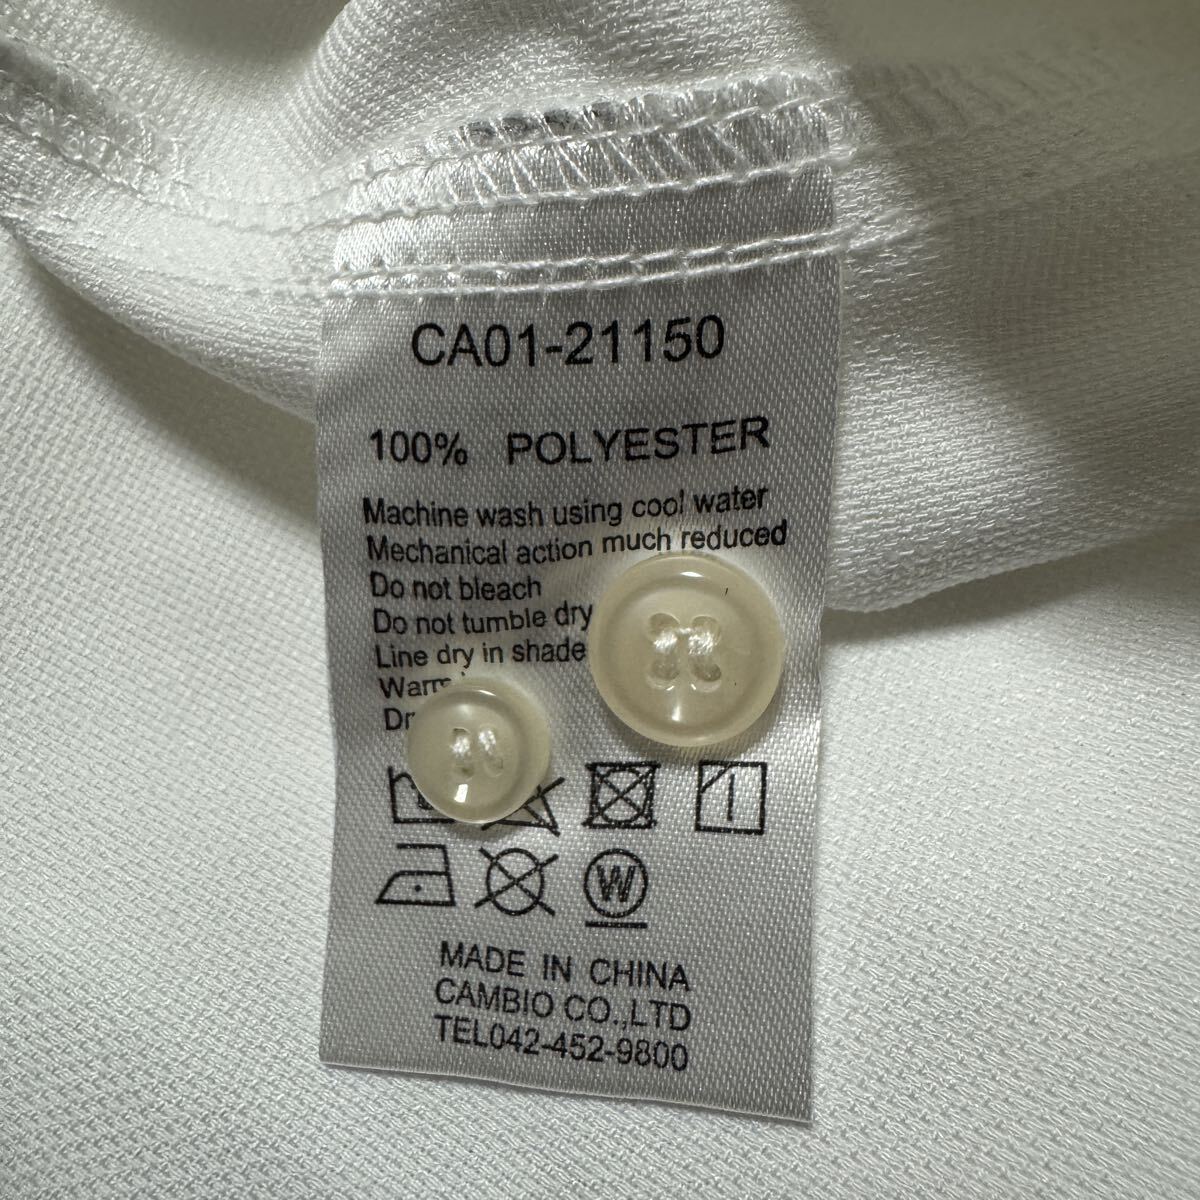 CA01-21150
100% POLYESTER
Machine wash using cool water
Mechanical action much reduced
Do not bleach
Do not tumble dry
Line dry in shade
W
MADE IN CHINA
CAMBIO CO.,LTD
TEL042-452-9800